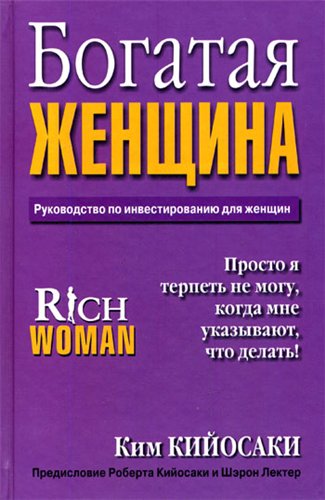 Богатая
ЖЕНЩИНА
Руководство по инвестированию для женщин
Просто я
терпеть не могу,
когда мне
указывают,
что делать!
RICH
WOMAN
Ким КИЙОСАКИ
Предисловие Роберта Кийосаки и Шэрон Лектер